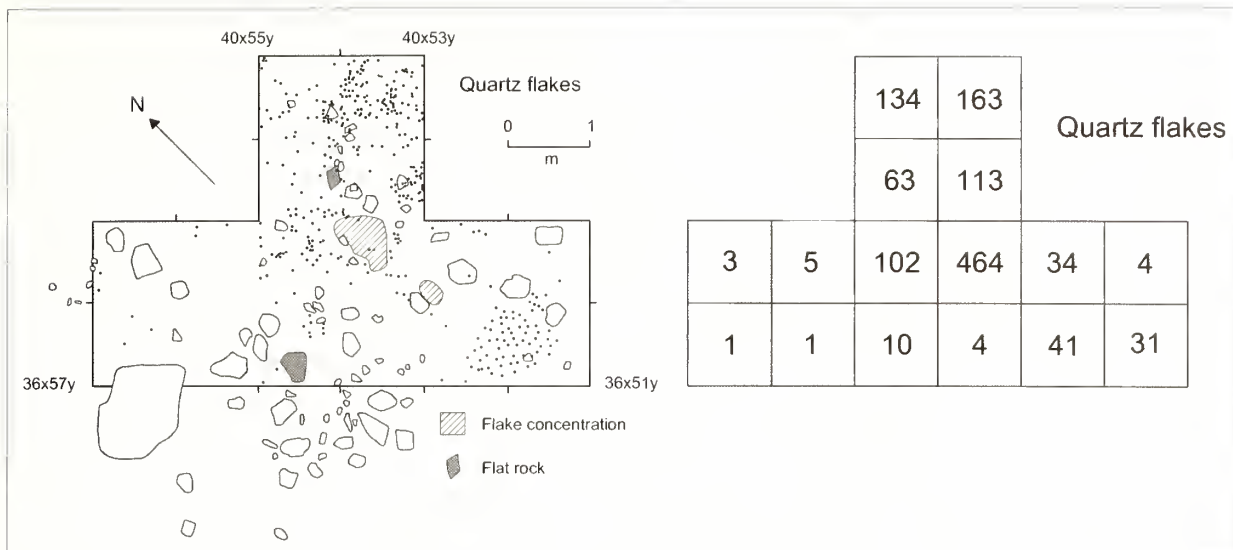 40x55y 40x53y
Quartz flakes
N
0 1
m
36x57y 36x51y
Flake concentration
Flat rock
134 163
Quartz flakes
63 113
3 5 102 464 34 4
1 1 10 4 41 31